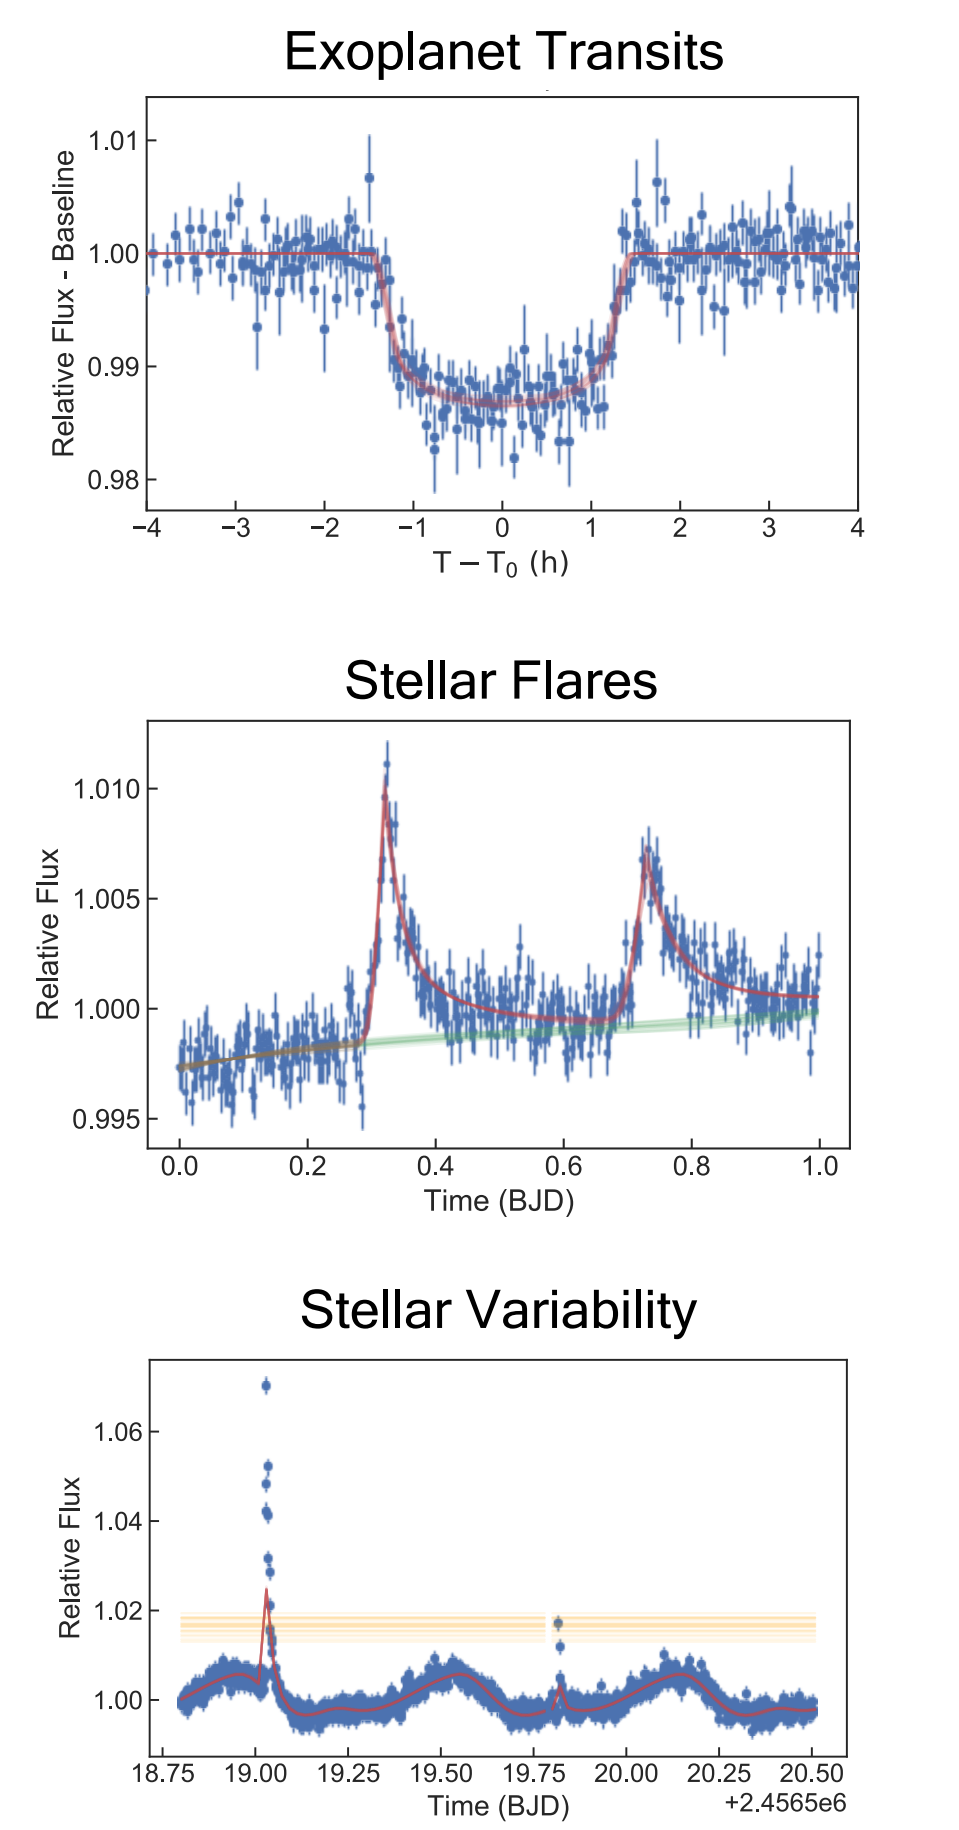 Exoplanet Transits
Relative Flux - Baseline
1.01
1.00
0.99
0.98
−4 −3 −2 −1 0 1 2 3 4
T − T₀ (h)
Stellar Flares
Relative Flux
1.010
1.005
1.000
0.995
0.0 0.2 0.4 0.6 0.8 1.0
Time (BJD)
Stellar Variability
Relative Flux
1.06
1.04
1.02
1.00
18.75 19.00 19.25 19.50 19.75 20.00 20.25 20.50
Time (BJD) +2.4565e6